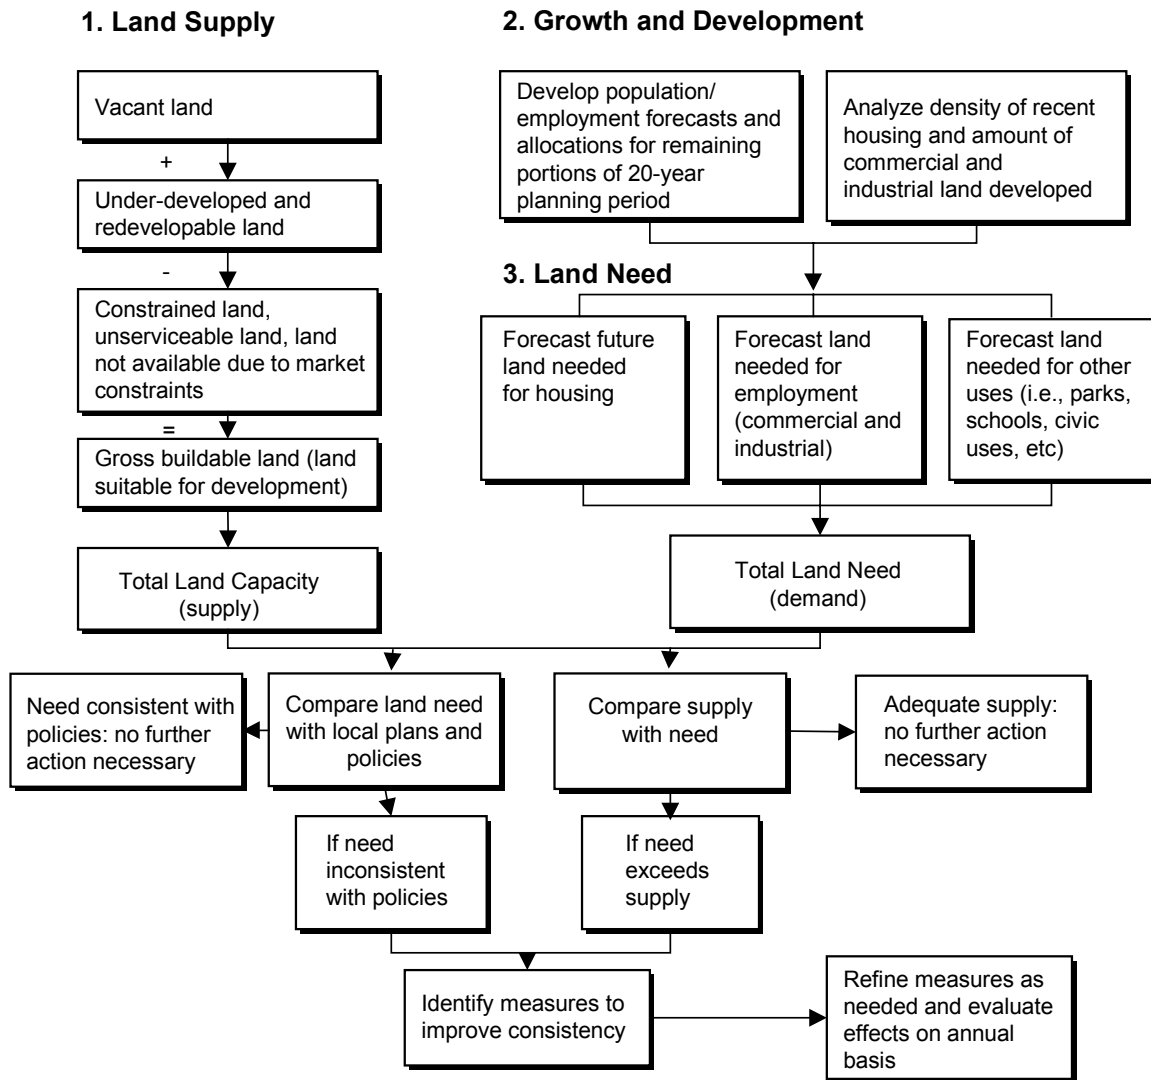 1. Land Supply
2. Growth and Development
Vacant land
+
Under-developed and
redevelopable land
-
Constrained land,
unserviceable land, land
not available due to market
constraints
=
Gross buildable land (land
suitable for development)
Total Land Capacity
(supply)
Develop population/
employment forecasts and
allocations for remaining
portions of 20-year
planning period
Analyze density of recent
housing and amount of
commercial and
industrial land developed
3. Land Need
Forecast future
land needed
for housing
Forecast land
needed for
employment
(commercial and
industrial)
Forecast land
needed for other
uses (i.e., parks,
schools, civic
uses, etc)
Total Land Need
(demand)
Need consistent with
policies: no further
action necessary
Compare land need
with local plans and
policies
Compare supply
with need
Adequate supply:
no further action
necessary
If need
inconsistent
with policies
If need
exceeds
supply
Identify measures to
improve consistency
Refine measures as
needed and evaluate
effects on annual
basis